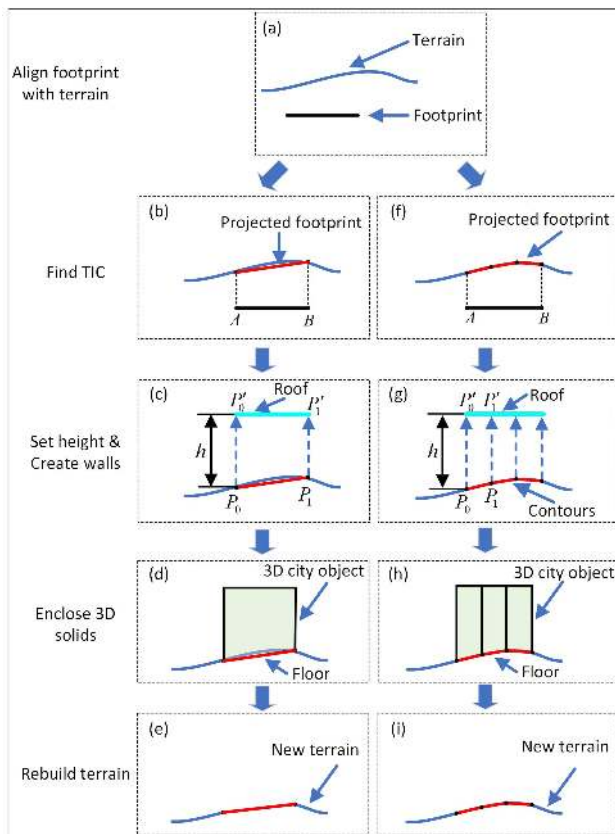 (a)
Terrain
Align footprint
with terrain
Footprint
(b)
Projected footprint
A
B
(f)
Projected footprint
A
B
Find TIC
(c)
P₀′
Roof
P₁′
h
P₀
P₁
(g)
P₀′
P₁′
Roof
h
P₀
P₁
Contours
Set height &
Create walls
(d)
3D city object
Floor
(h)
3D city object
Floor
Enclose 3D
solids
(e)
New terrain
(i)
New terrain
Rebuild terrain